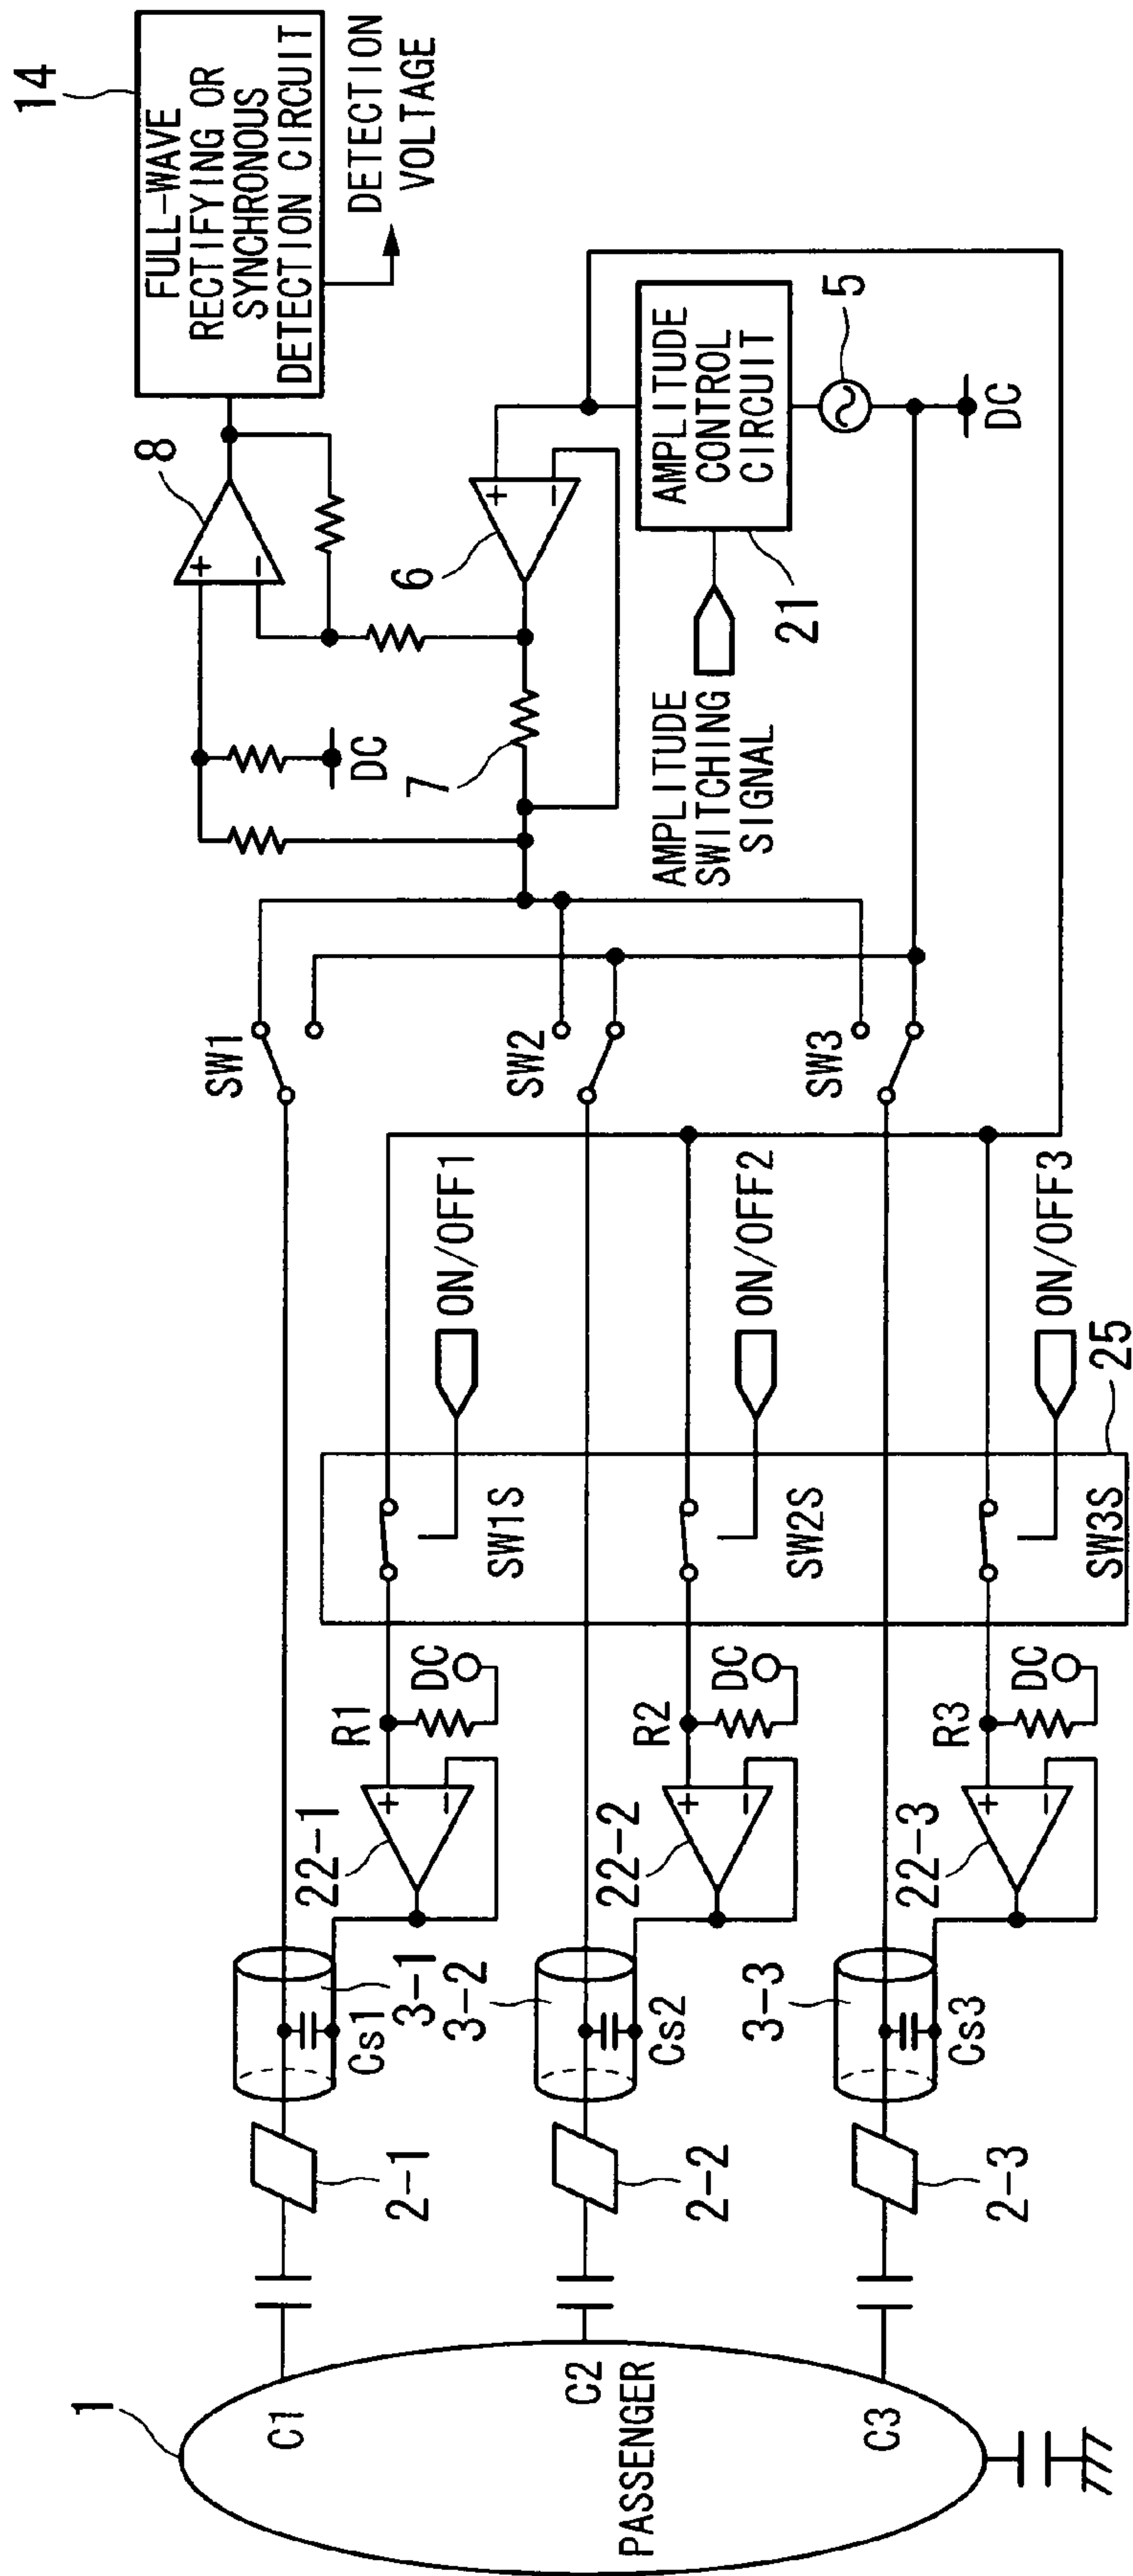 14
FULL-WAVE
RECTIFYING OR
SYNCHRONOUS
DETECTION CIRCUIT
DETECTION
VOLTAGE
8
+
−
6
+
−
7
DC
AMPLITUDE
CONTROL
CIRCUIT
5
DC
21
AMPLITUDE
SWITCHING
SIGNAL
SW1
SW2
SW3
ON/OFF1
ON/OFF2
ON/OFF3
25
SW1S
SW2S
SW3S
R1
DC
R2
DC
R3
DC
22-1
+
−
22-2
+
−
22-3
+
−
3-1
Cs1
3-2
Cs2
3-3
Cs3
2-1
2-2
2-3
1
C1
C2
PASSENGER
C3